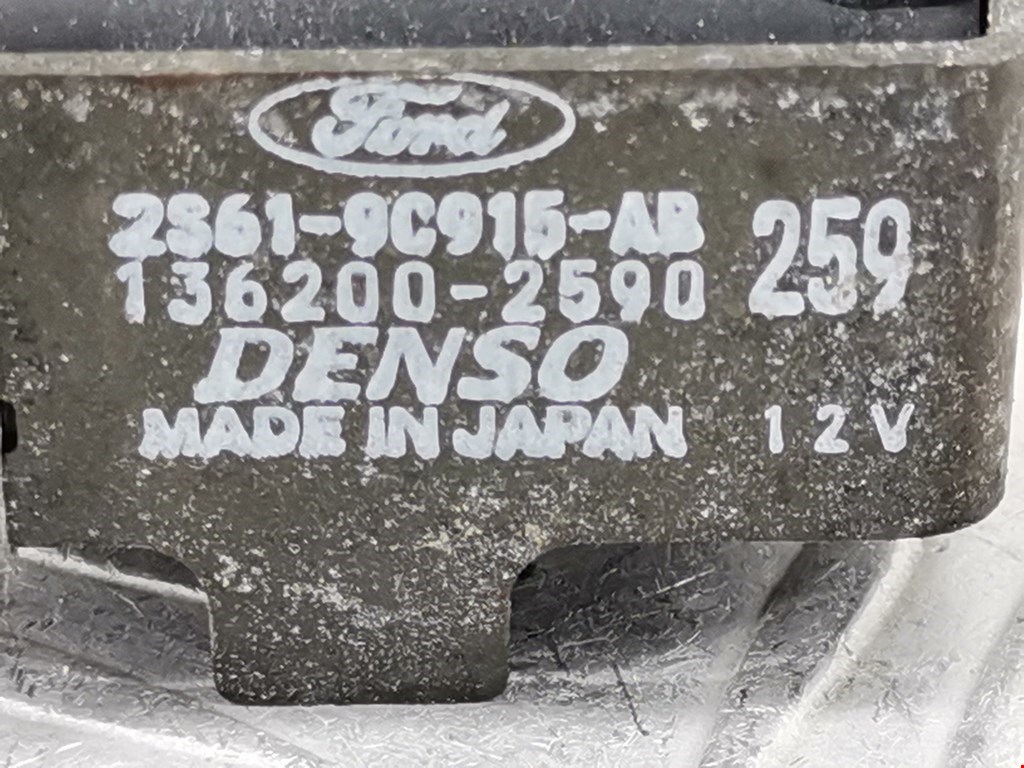 Ford
2S61-9C915-AB 259
136200-2590
DENSO
MADE IN JAPAN 12V